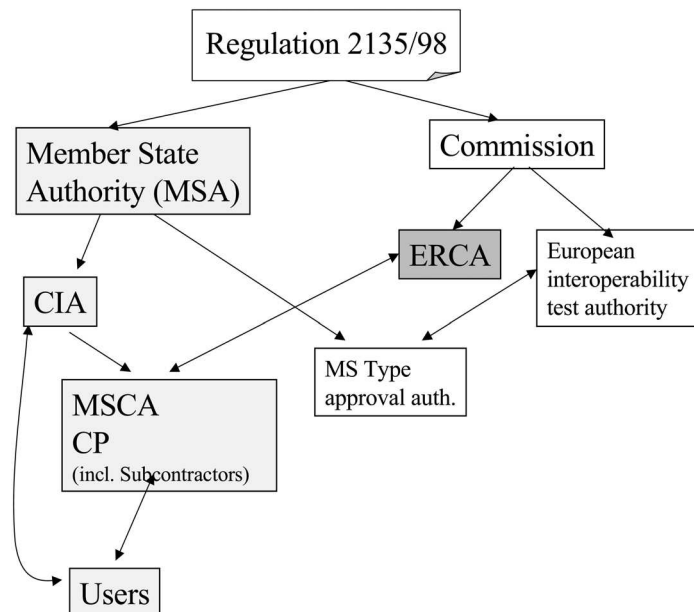 Regulation 2135/98
Member State
Authority (MSA)
Commission
ERCA
European
interoperability
test authority
CIA
MS Type
approval auth.
MSCA
CP
(incl. Subcontractors)
Users